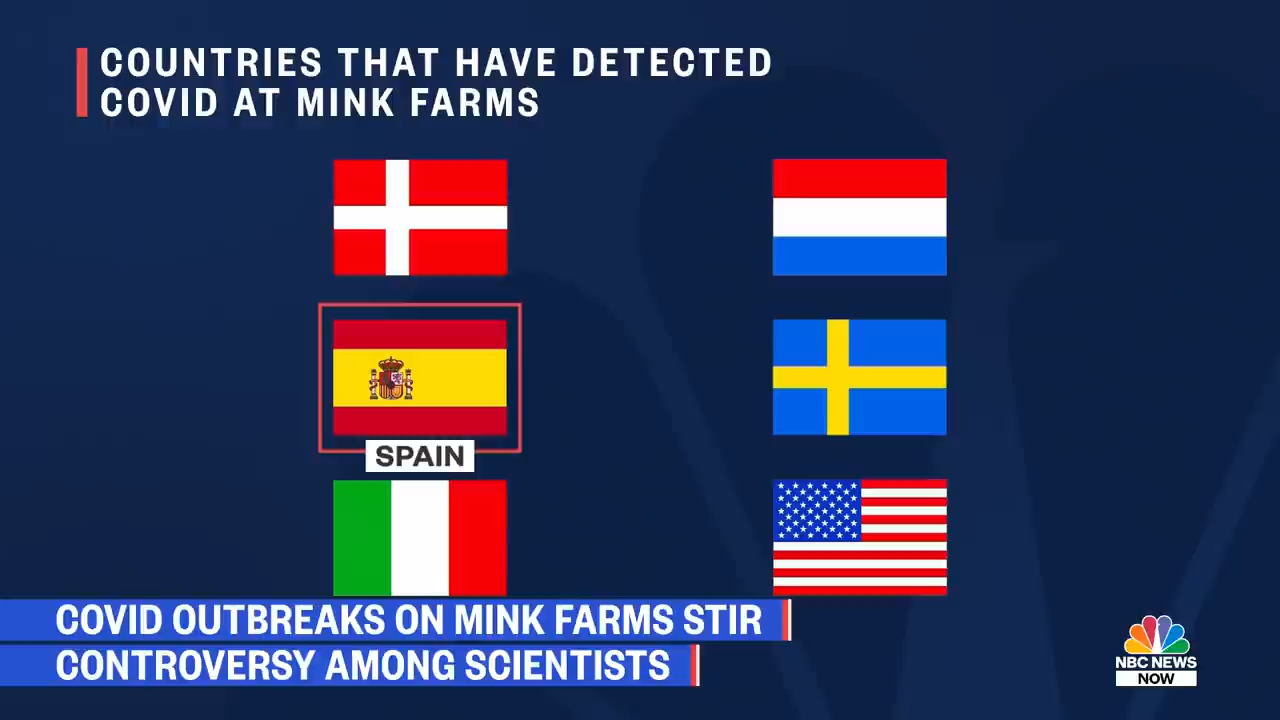 COUNTRIES THAT HAVE DETECTED
COVID AT MINK FARMS
SPAIN
COVID OUTBREAKS ON MINK FARMS STIR
CONTROVERSY AMONG SCIENTISTS
NBC NEWS
NOW